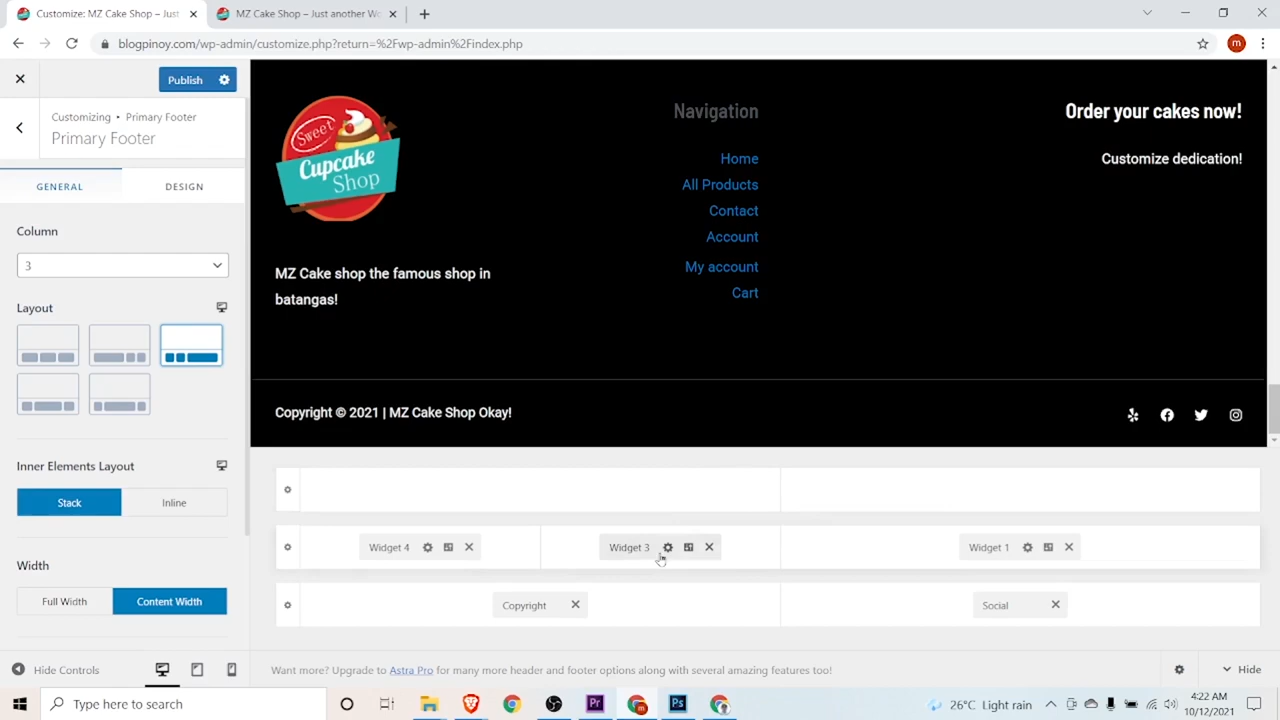 Customize: MZ Cake Shop – Just
MZ Cake Shop – Just another Wo
blogpinoy.com/wp-admin/customize.php?return=%2Fwp-admin%2Findex.php
m
Publish
Customizing • Primary Footer
Primary Footer
GENERAL
DESIGN
Column
3
Layout
Inner Elements Layout
Stack
Inline
Width
Full Width
Content Width
Hide Controls
Sweet
Cupcake
Shop
MZ Cake shop the famous shop in
batangas!
Navigation
Home
All Products
Contact
Account
My account
Cart
Order your cakes now!
Customize dedication!
Copyright © 2021 | MZ Cake Shop Okay!
Widget 4
Widget 3
Widget 1
Copyright
Social
Want more? Upgrade to Astra Pro for many more header and footer options along with several amazing features too!
Hide
Type here to search
Pr
m
Ps
26°C Light rain
4:22 AM
10/12/2021